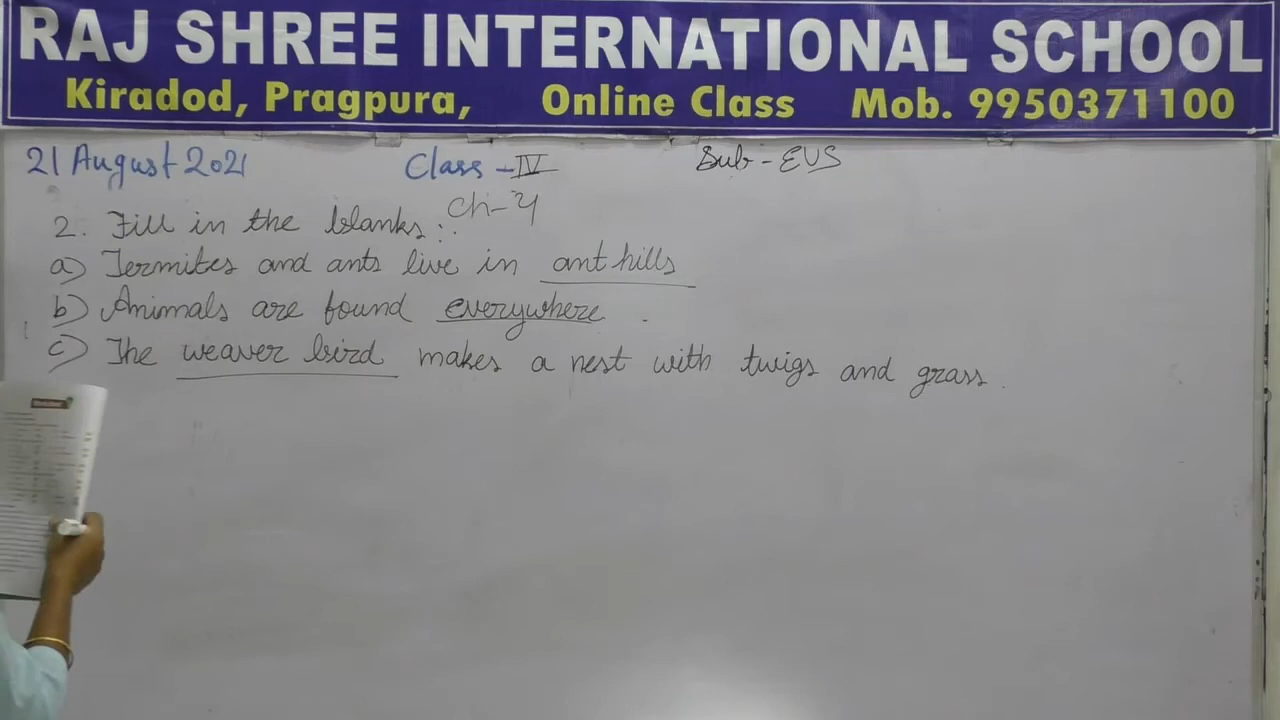 RAJ SHREE INTERNATIONAL SCHOOL
Kiradod, Pragpura, Online Class Mob. 9950371100
21 August 2021 Class - IV Sub - EVS
Ch-4
2. Fill in the blanks :.
a) Termites and ants live in ant hills
b) Animals are found everywhere .
c) The weaver bird makes a nest with twigs and grass .